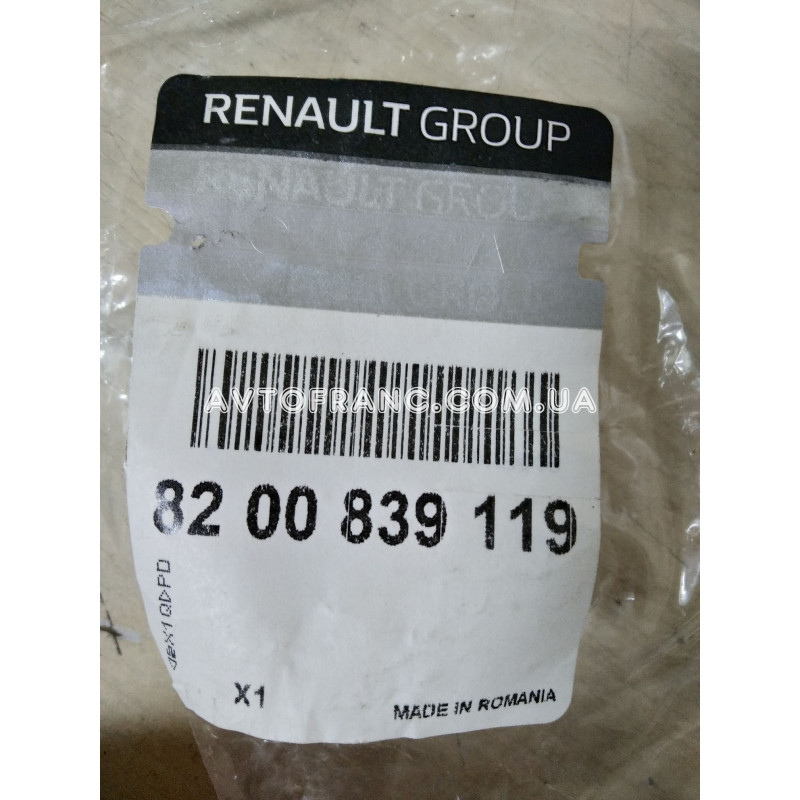 RENAULT GROUP
RENAULT GROUP
AVTOFRANC.COM.UA
82 00 839 119
X1
MADE IN ROMANIA